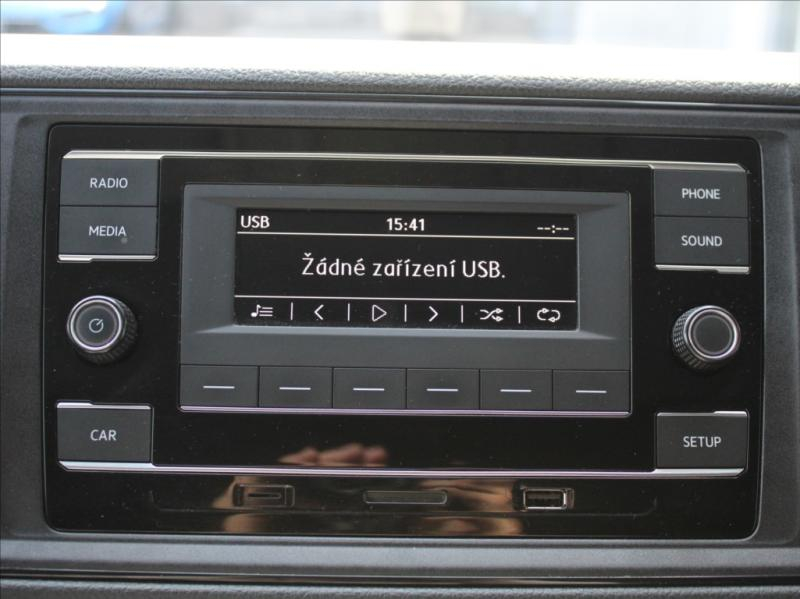 RADIO
MEDIA
PHONE
SOUND
USB 15:41 --:--
Žádné zařízení USB.
CAR
SETUP